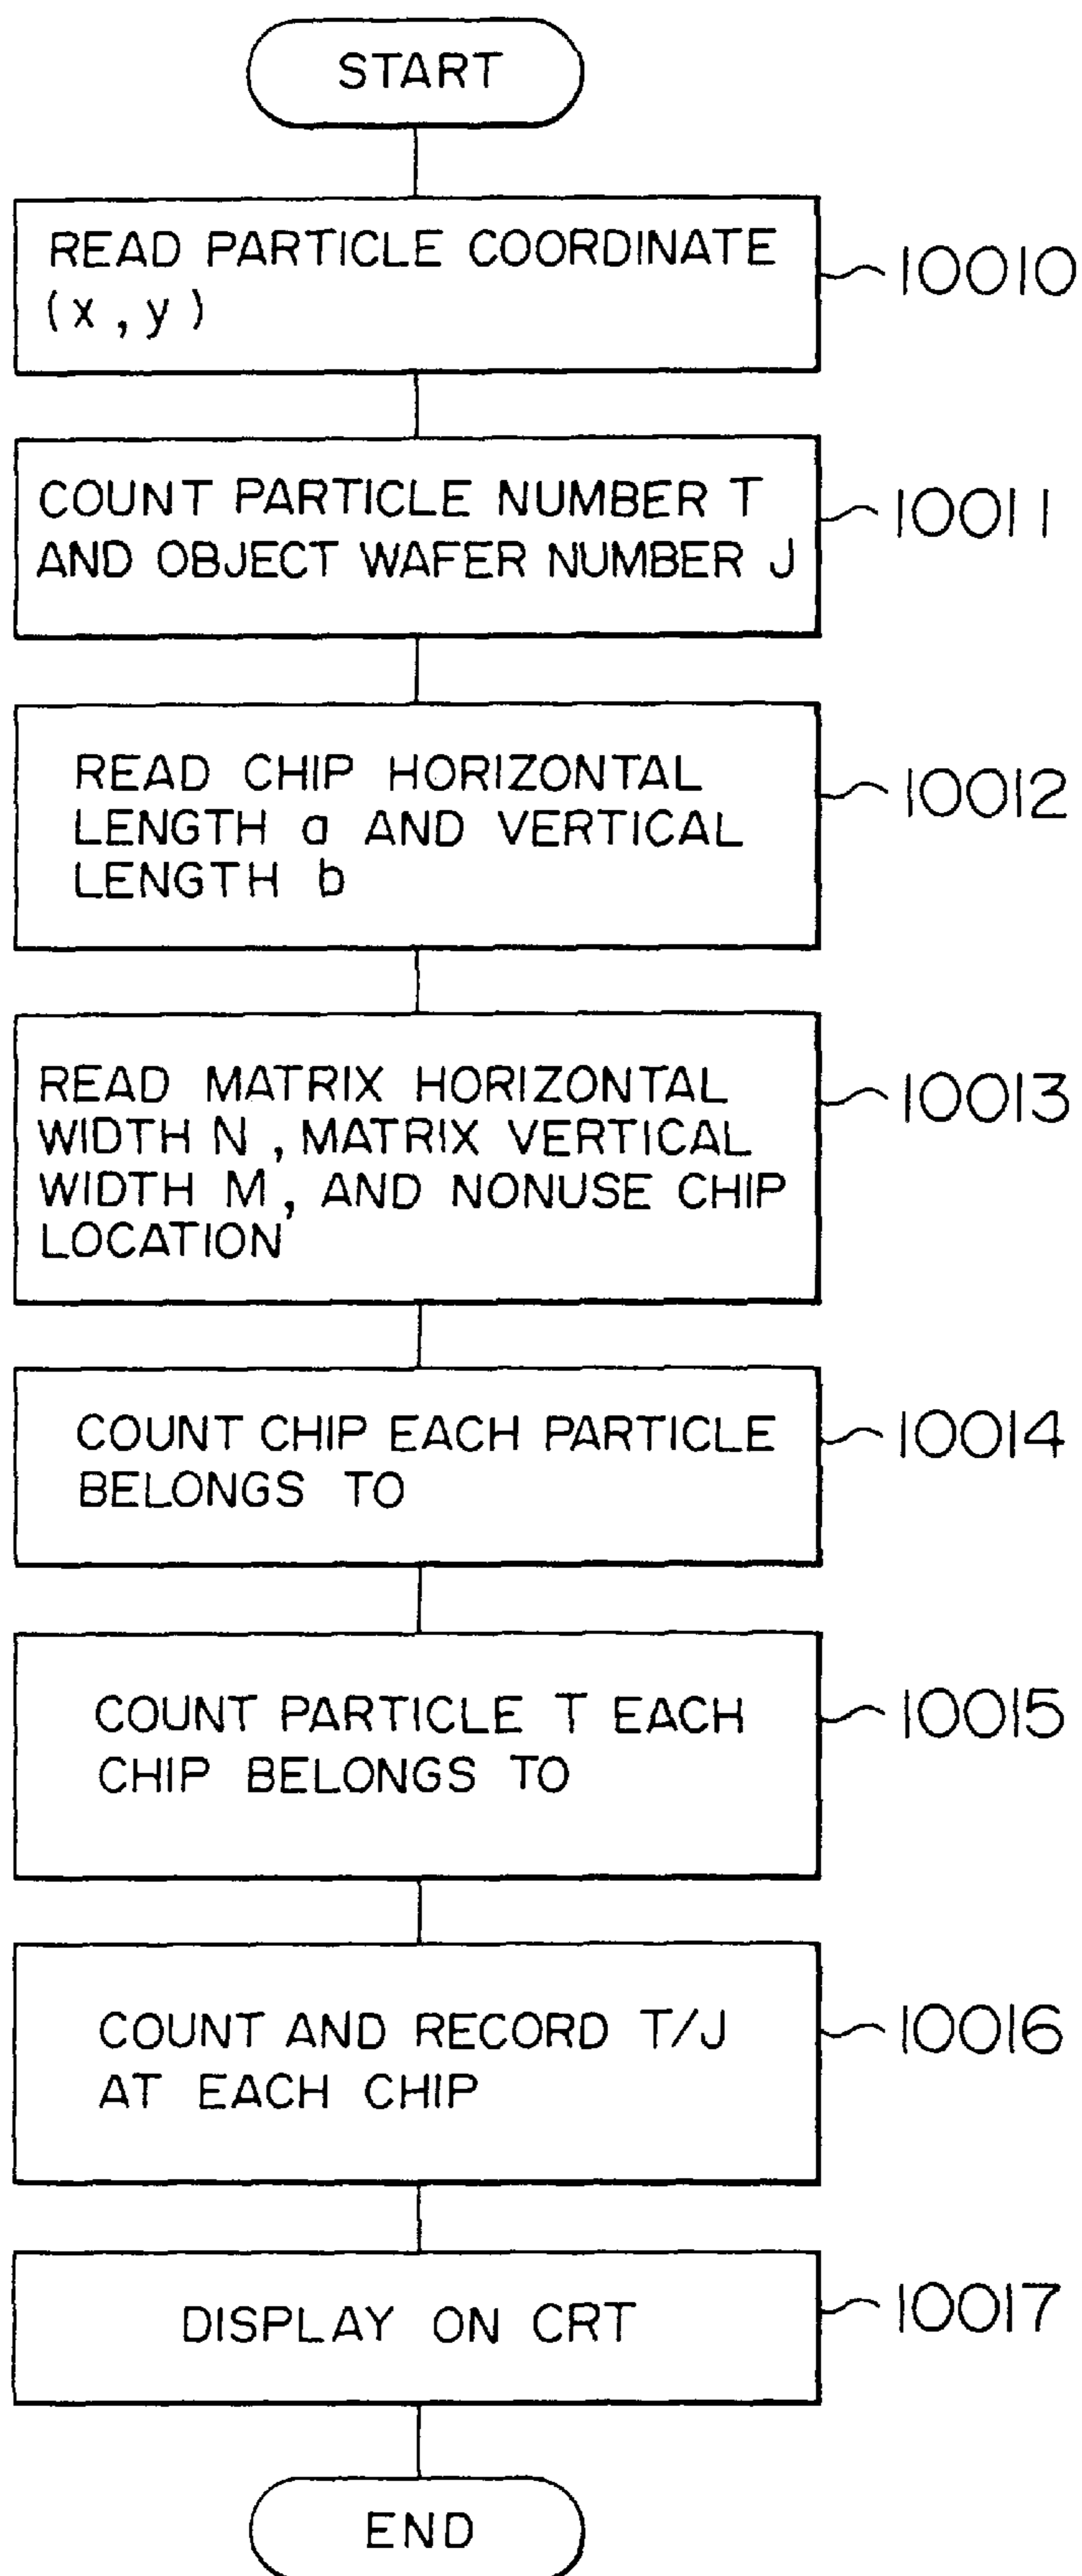 START
READ PARTICLE COORDINATE
(x, y)
10010
COUNT PARTICLE NUMBER T
AND OBJECT WAFER NUMBER J
10011
READ CHIP HORIZONTAL
LENGTH a AND VERTICAL
LENGTH b
10012
READ MATRIX HORIZONTAL
WIDTH N, MATRIX VERTICAL
WIDTH M, AND NONUSE CHIP
LOCATION
10013
COUNT CHIP EACH PARTICLE
BELONGS TO
10014
COUNT PARTICLE T EACH
CHIP BELONGS TO
10015
COUNT AND RECORD T/J
AT EACH CHIP
10016
DISPLAY ON CRT
10017
END